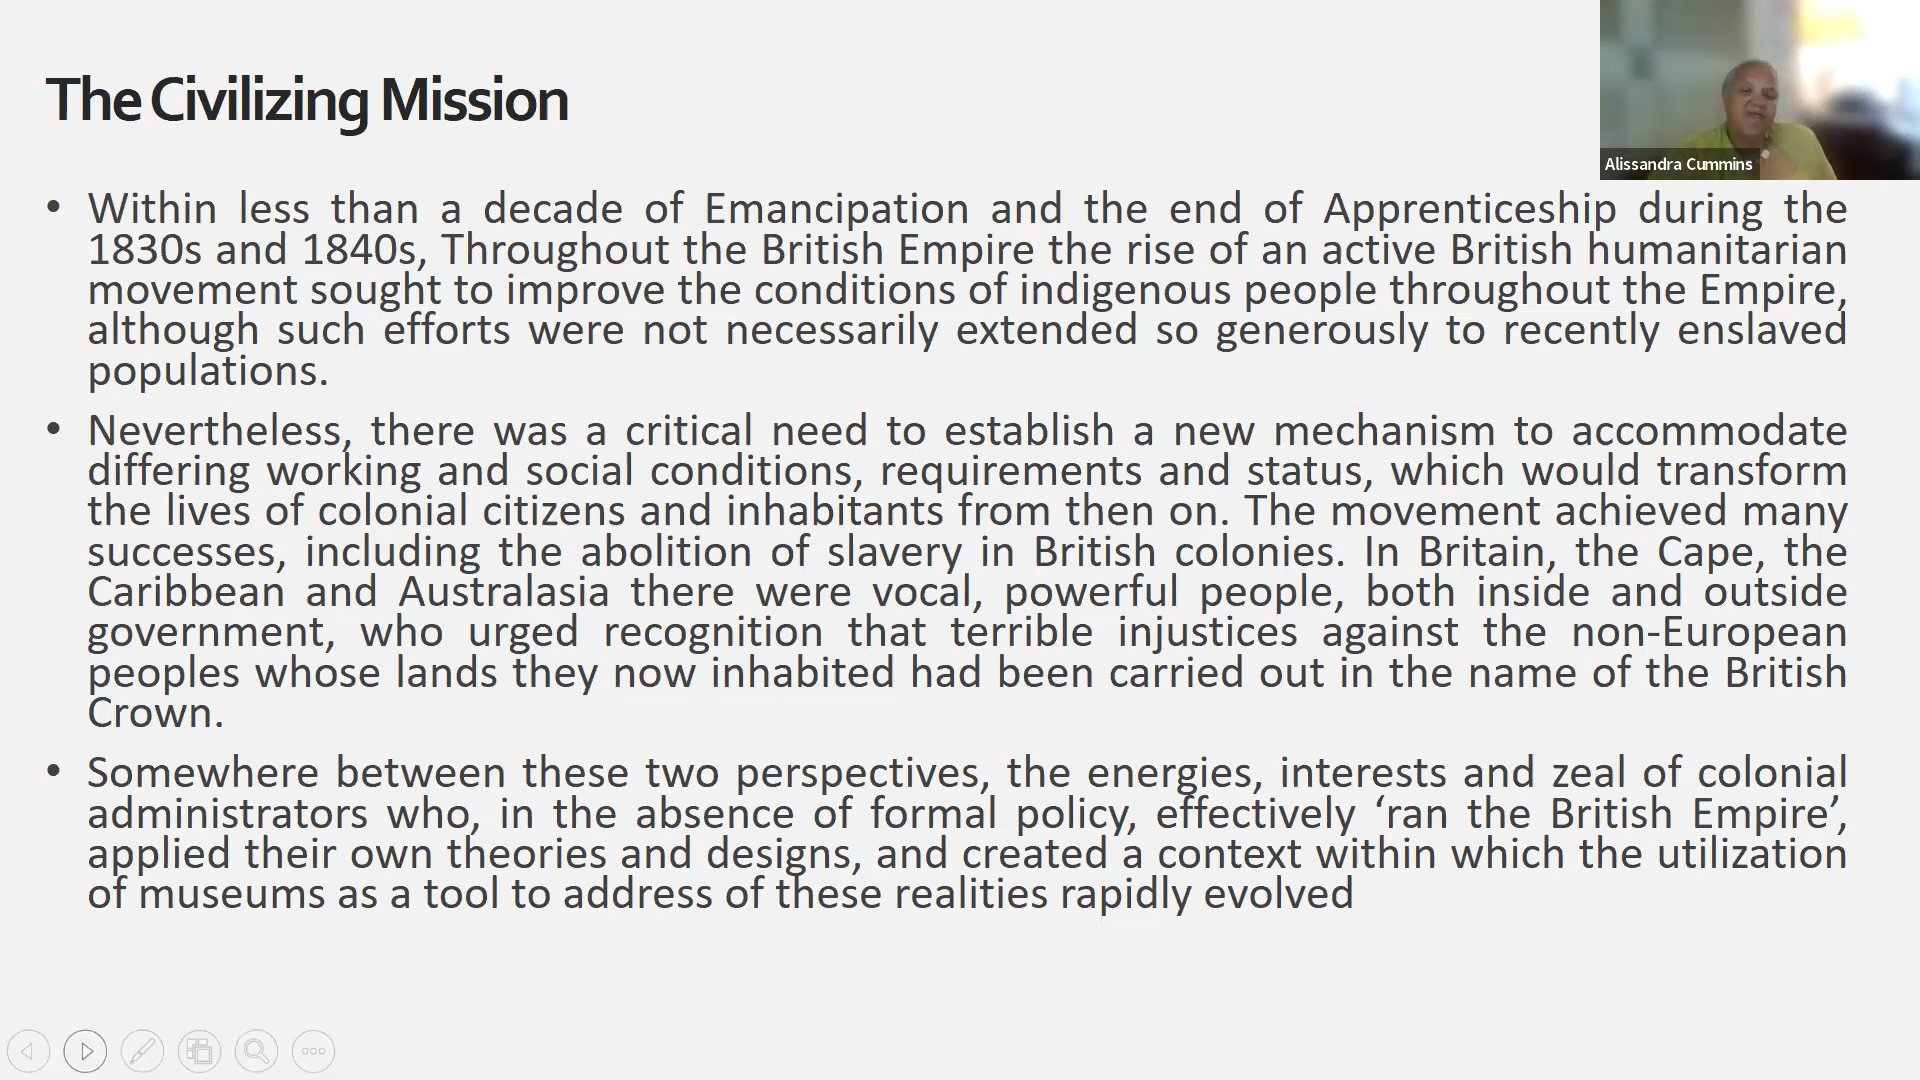 The Civilizing Mission
Alissandra Cummins
• Within less than a decade of Emancipation and the end of Apprenticeship during the
1830s and 1840s, Throughout the British Empire the rise of an active British humanitarian
movement sought to improve the conditions of indigenous people throughout the Empire,
although such efforts were not necessarily extended so generously to recently enslaved
populations.
• Nevertheless, there was a critical need to establish a new mechanism to accommodate
differing working and social conditions, requirements and status, which would transform
the lives of colonial citizens and inhabitants from then on. The movement achieved many
successes, including the abolition of slavery in British colonies. In Britain, the Cape, the
Caribbean and Australasia there were vocal, powerful people, both inside and outside
government, who urged recognition that terrible injustices against the non-European
peoples whose lands they now inhabited had been carried out in the name of the British
Crown.
• Somewhere between these two perspectives, the energies, interests and zeal of colonial
administrators who, in the absence of formal policy, effectively ‘ran the British Empire’,
applied their own theories and designs, and created a context within which the utilization
of museums as a tool to address of these realities rapidly evolved